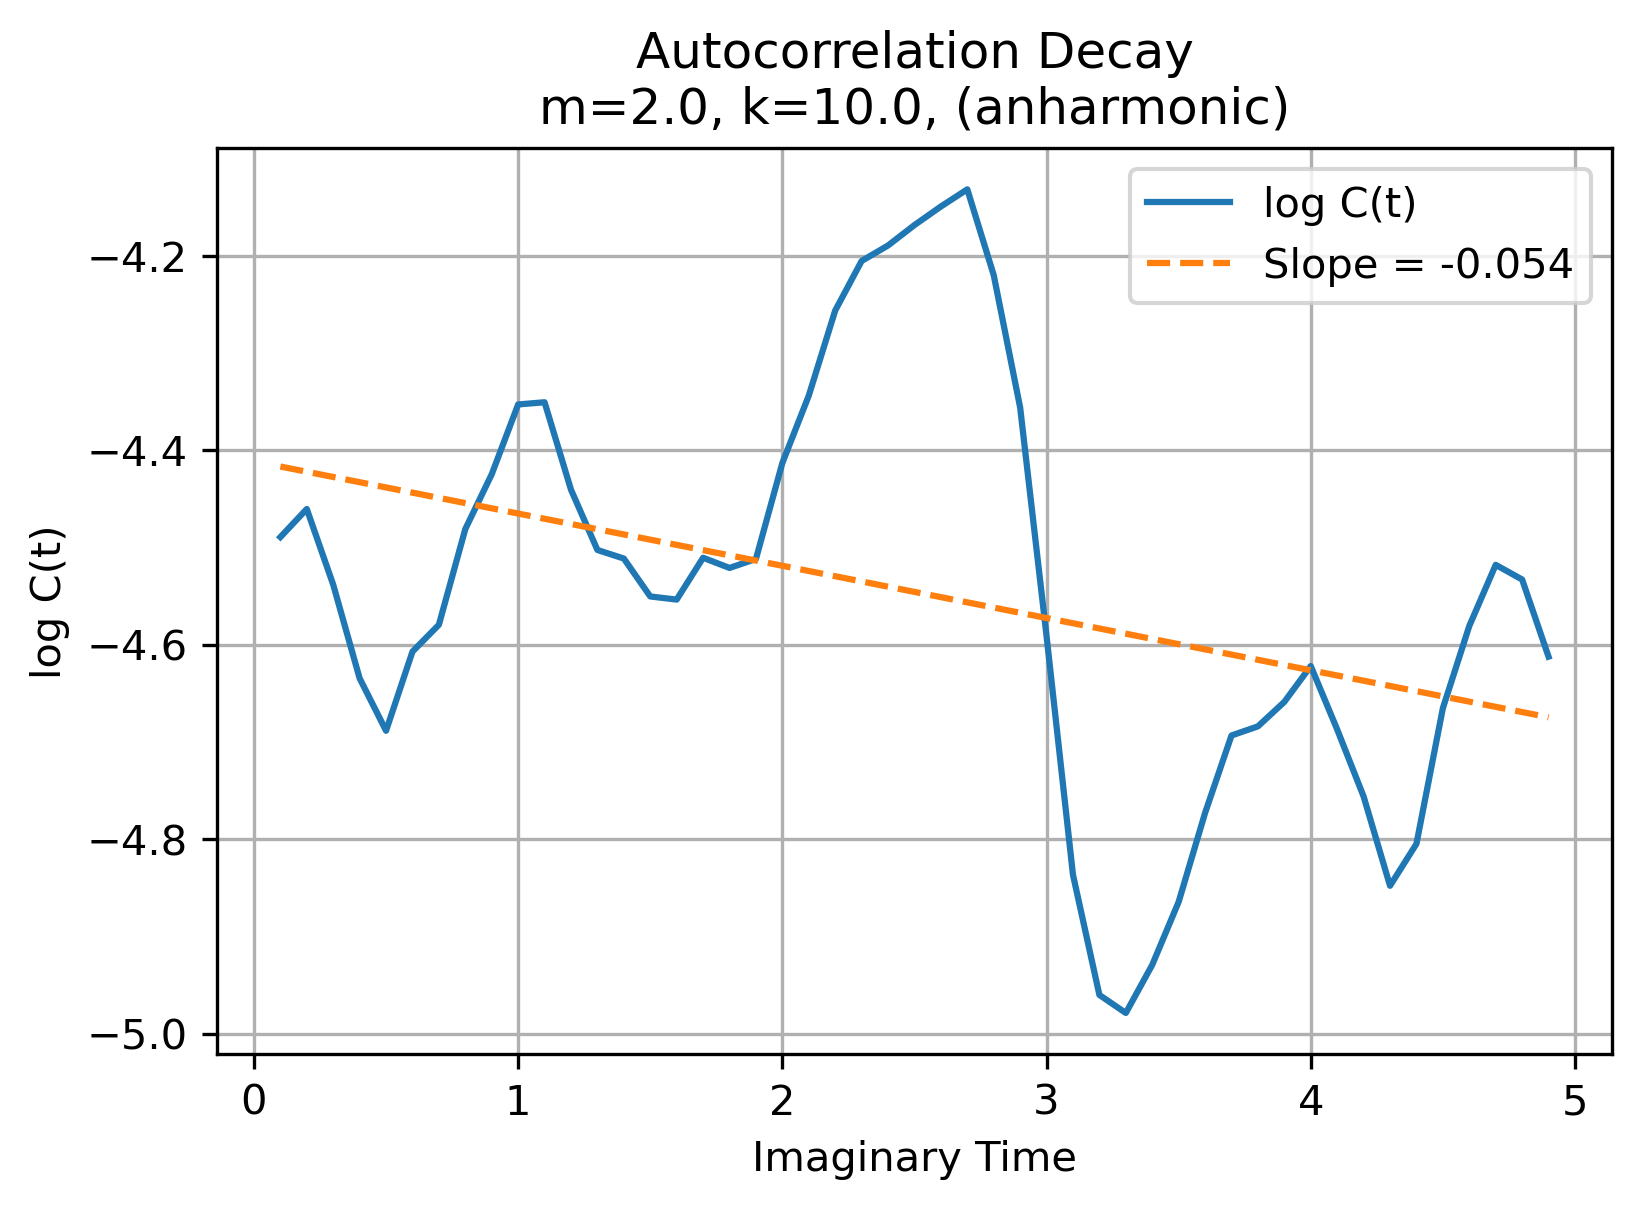 Autocorrelation Decay
m=2.0, k=10.0, (anharmonic)
log C(t)
Slope = -0.054
log C(t)
−4.2
−4.4
−4.6
−4.8
−5.0
0 1 2 3 4 5
Imaginary Time